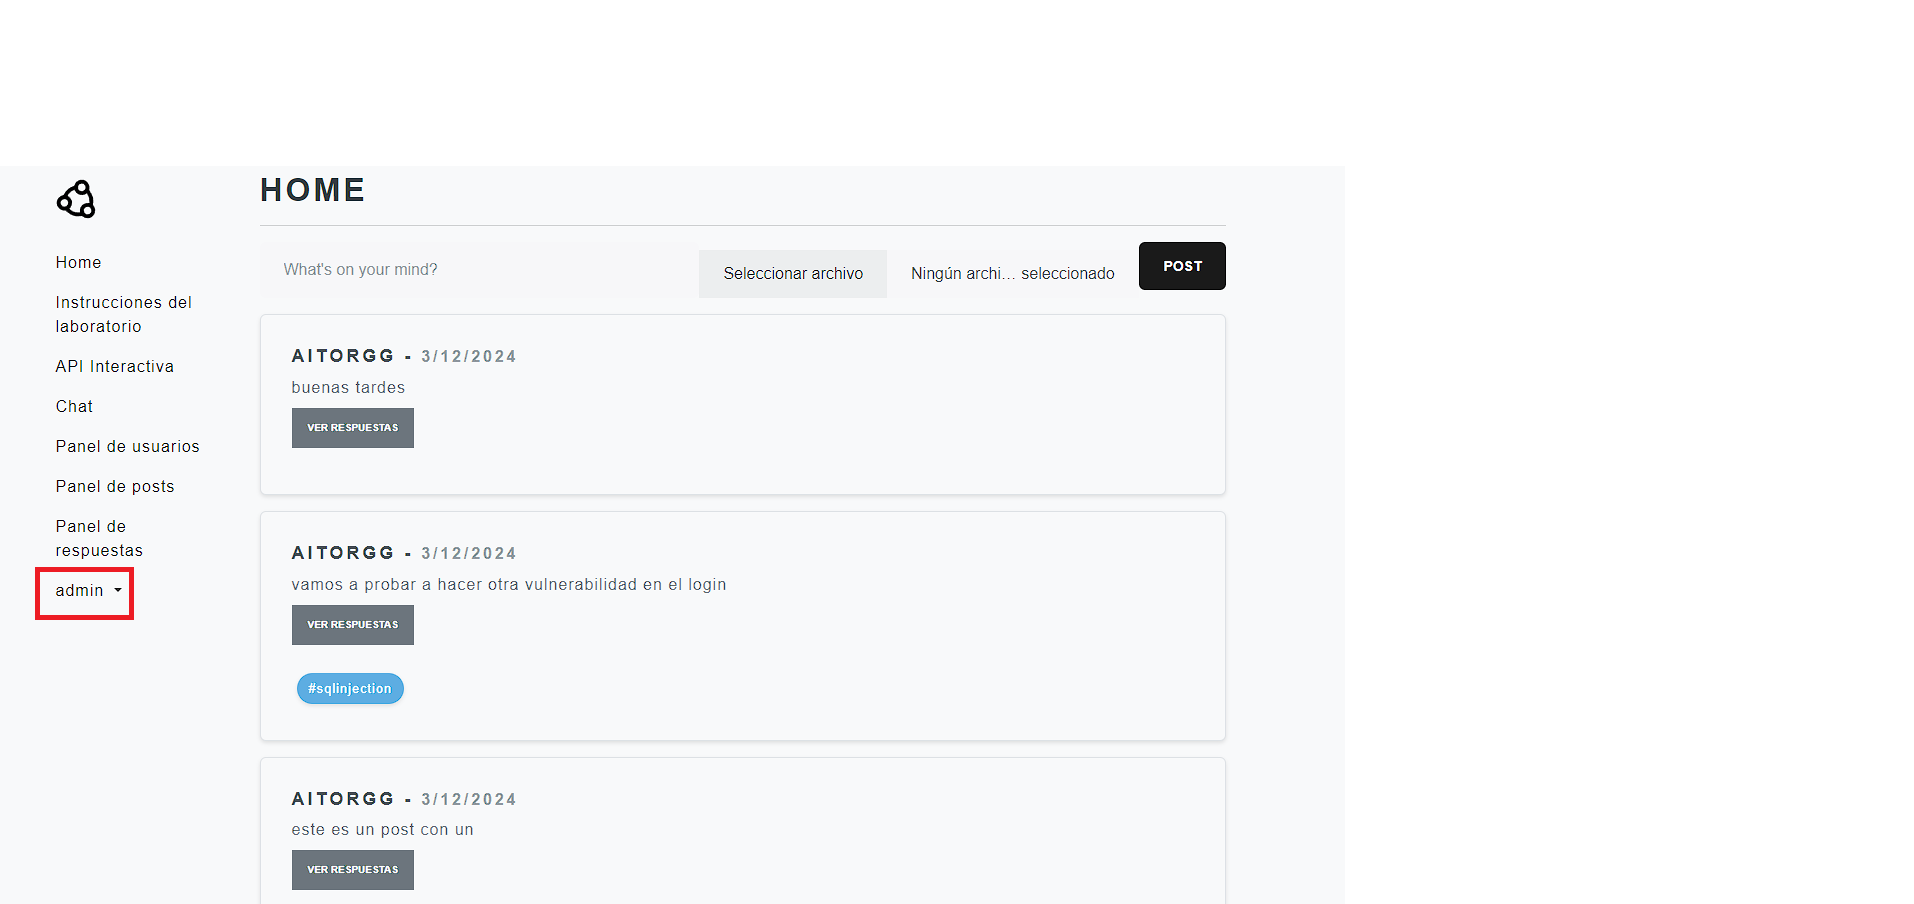 HOME
Home
Instrucciones del
laboratorio
API Interactiva
Chat
Panel de usuarios
Panel de posts
Panel de
respuestas
admin
What's on your mind?
Seleccionar archivo
Ningún archi... seleccionado
POST
AITORGG - 3/12/2024
buenas tardes
VER RESPUESTAS
AITORGG - 3/12/2024
vamos a probar a hacer otra vulnerabilidad en el login
VER RESPUESTAS
#sqlinjection
AITORGG - 3/12/2024
este es un post con un
VER RESPUESTAS